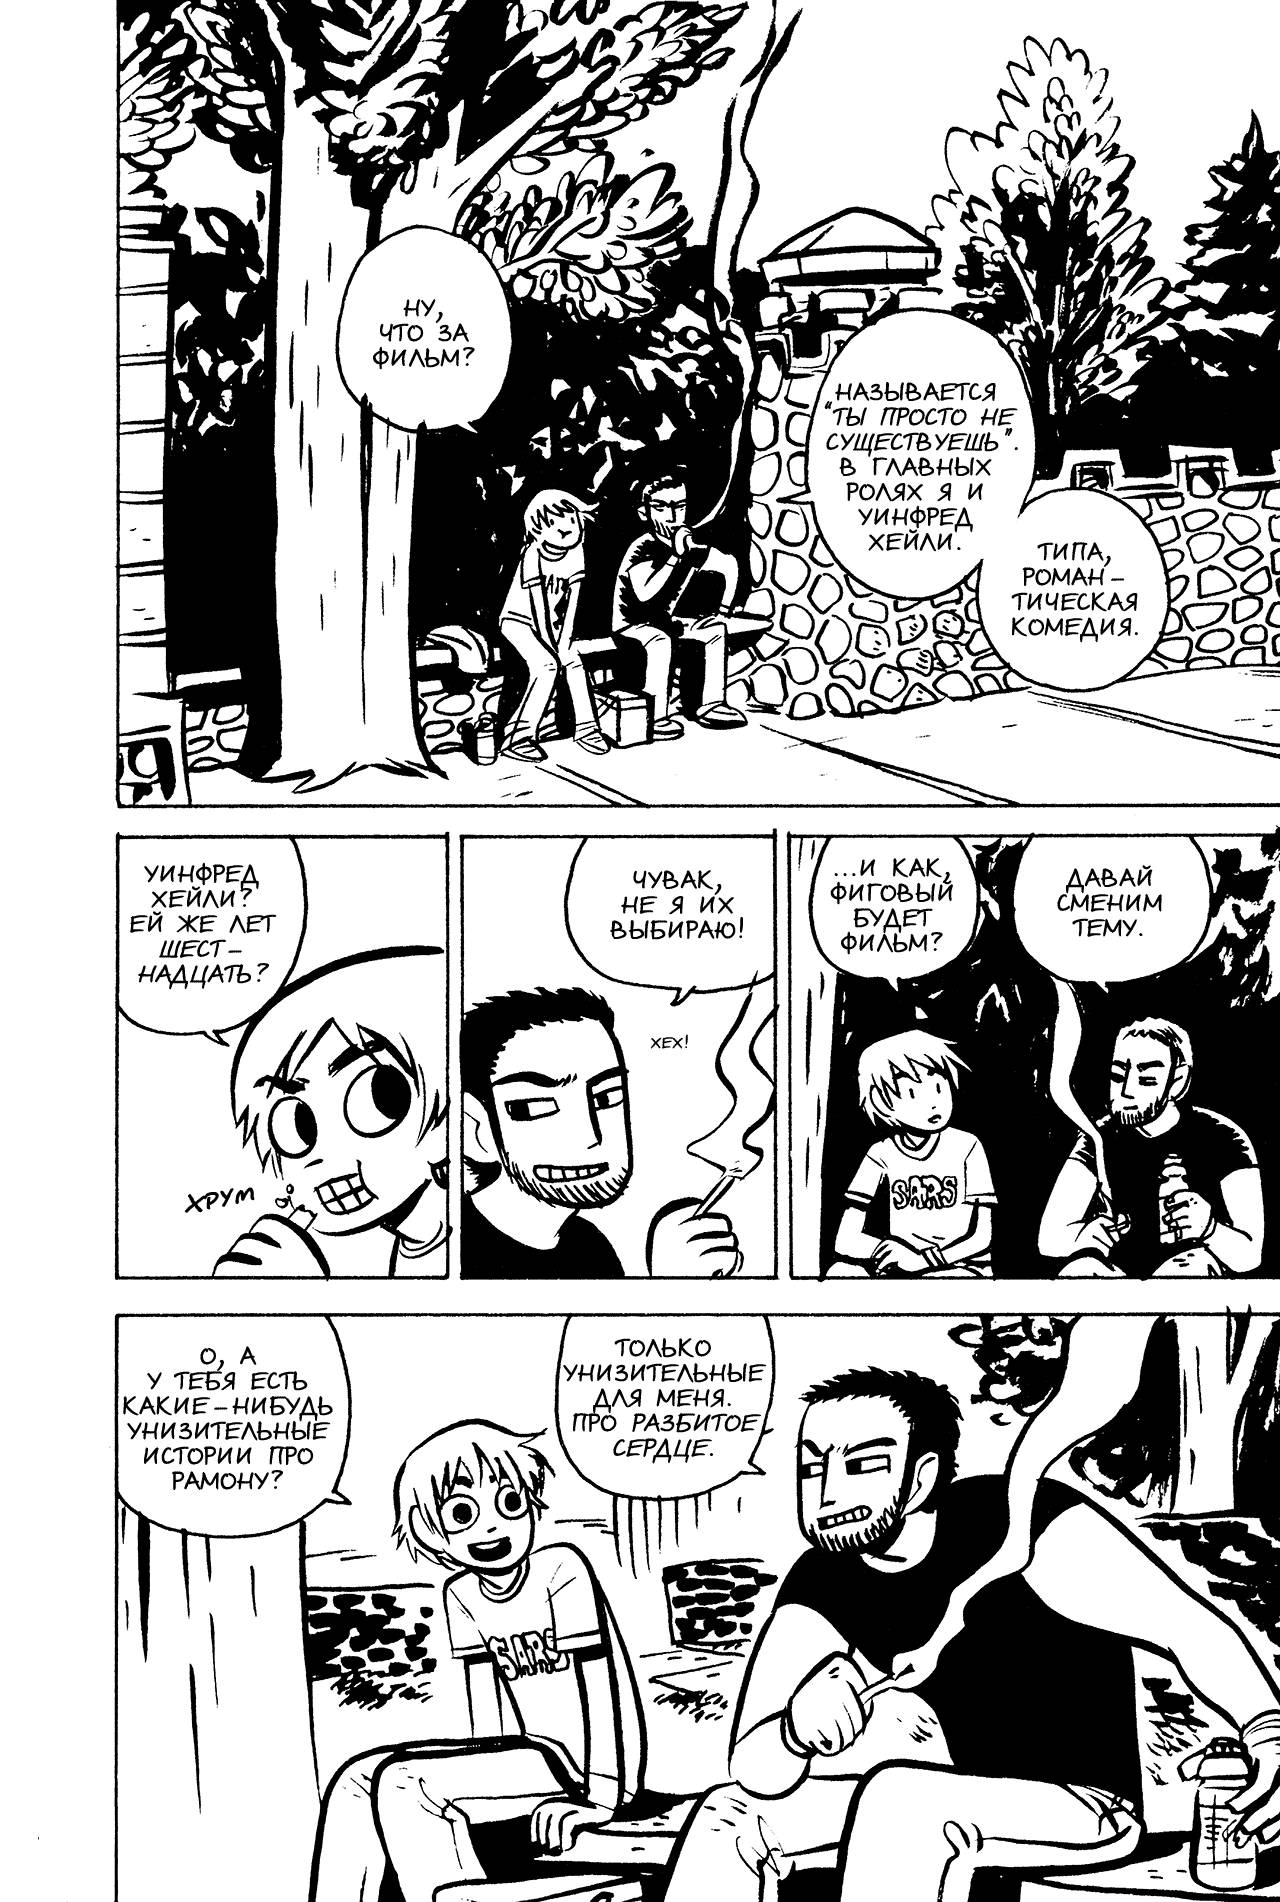 НУ,
ЧТО ЗА
ФИЛЬМ?
НАЗЫВАЕТСЯ
"ТЫ ПРОСТО НЕ
СУЩЕСТВУЕШЬ".
В ГЛАВНЫХ
РОЛЯХ Я И
УИНФРЕД
ХЕЙЛИ.
ТИПА,
РОМАН–
ТИЧЕСКАЯ
КОМЕДИЯ.
УИНФРЕД
ХЕЙЛИ?
ЕЙ ЖЕ ЛЕТ
ШЕСТ–
НАДЦАТЬ?
ХРУМ
ЧУВАК,
НЕ Я ИХ
ВЫБИРАЮ!
ХЕХ!
...И КАК,
ФИГОВЫЙ
БУДЕТ
ФИЛЬМ?
ДАВАЙ
СМЕНИМ
ТЕМУ.
SARS
О, А
У ТЕБЯ ЕСТЬ
КАКИЕ–НИБУДЬ
УНИЗИТЕЛЬНЫЕ
ИСТОРИИ ПРО
РАМОНУ?
ТОЛЬКО
УНИЗИТЕЛЬНЫЕ
ДЛЯ МЕНЯ.
ПРО РАЗБИТОЕ
СЕРДЦЕ.
SARS